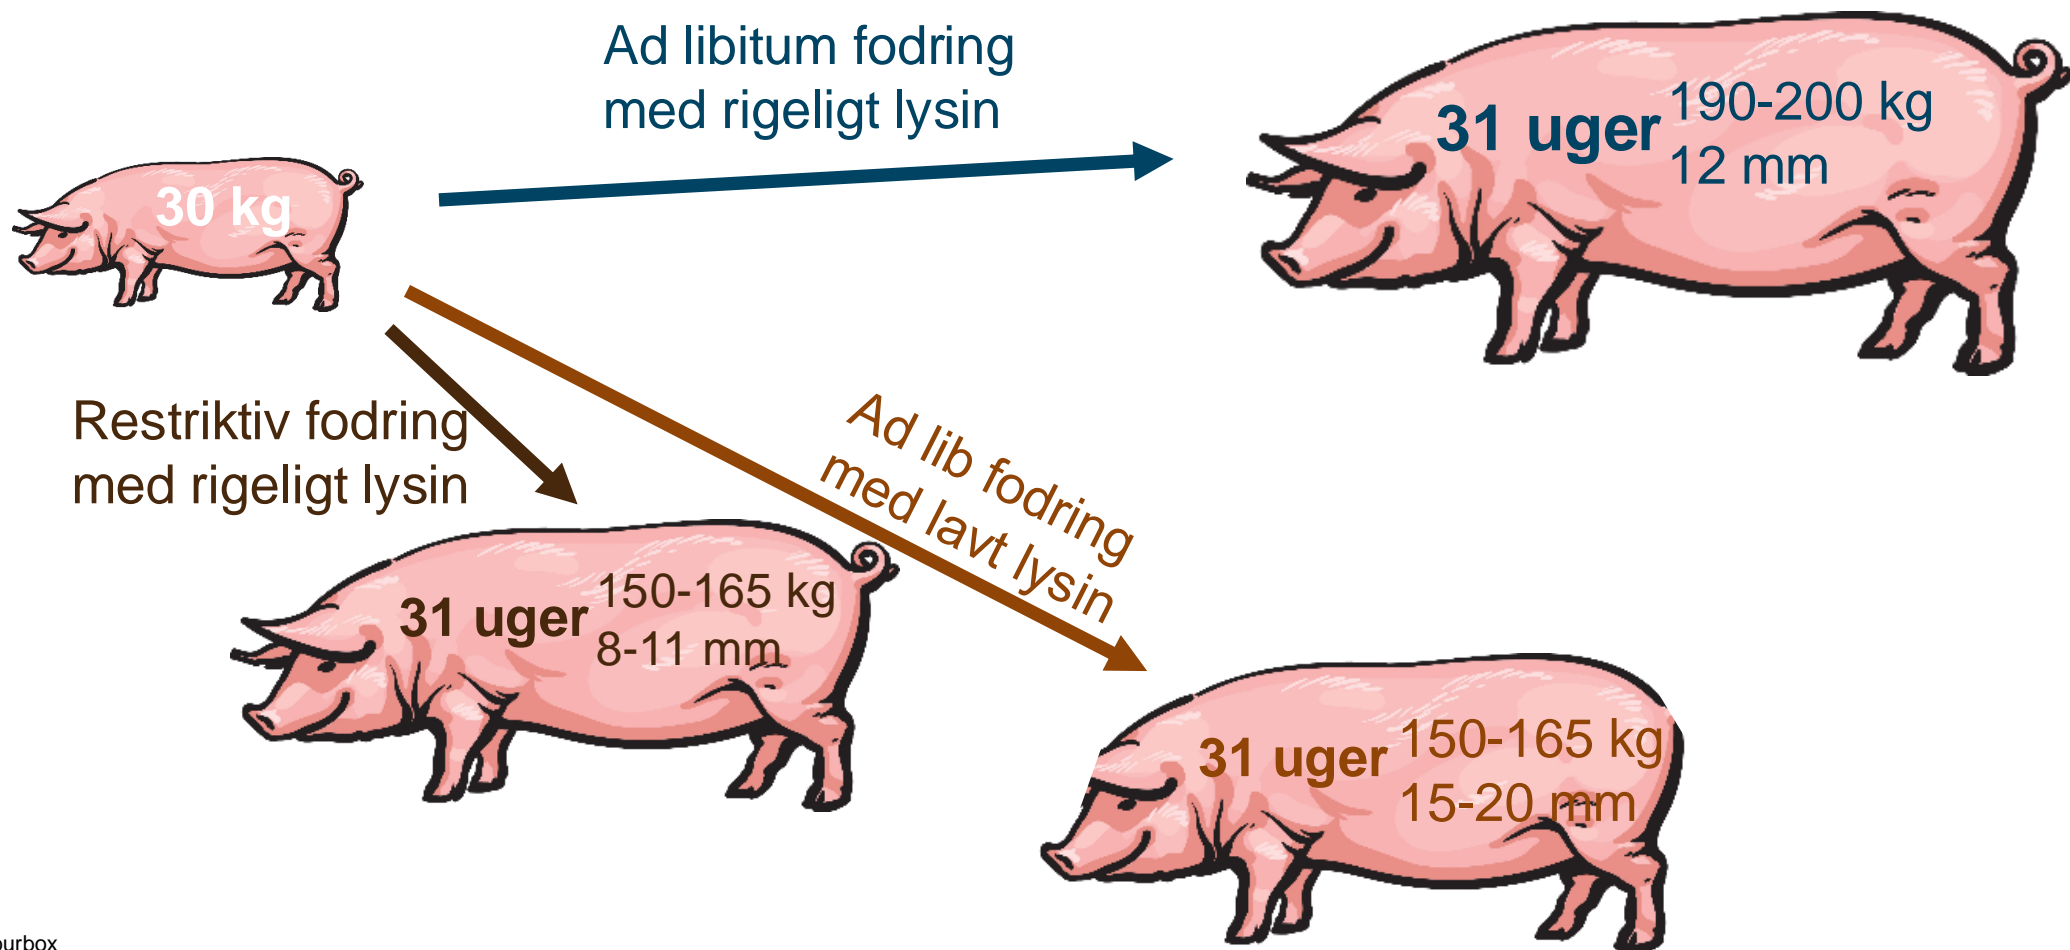 Ad libitum fodring
med rigeligt lysin
31 uger
190-200 kg
12 mm
30 kg
Restriktiv fodring
med rigeligt lysin
Ad lib fodring
med lavt lysin
31 uger
150-165 kg
8-11 mm
31 uger
150-165 kg
15-20 mm